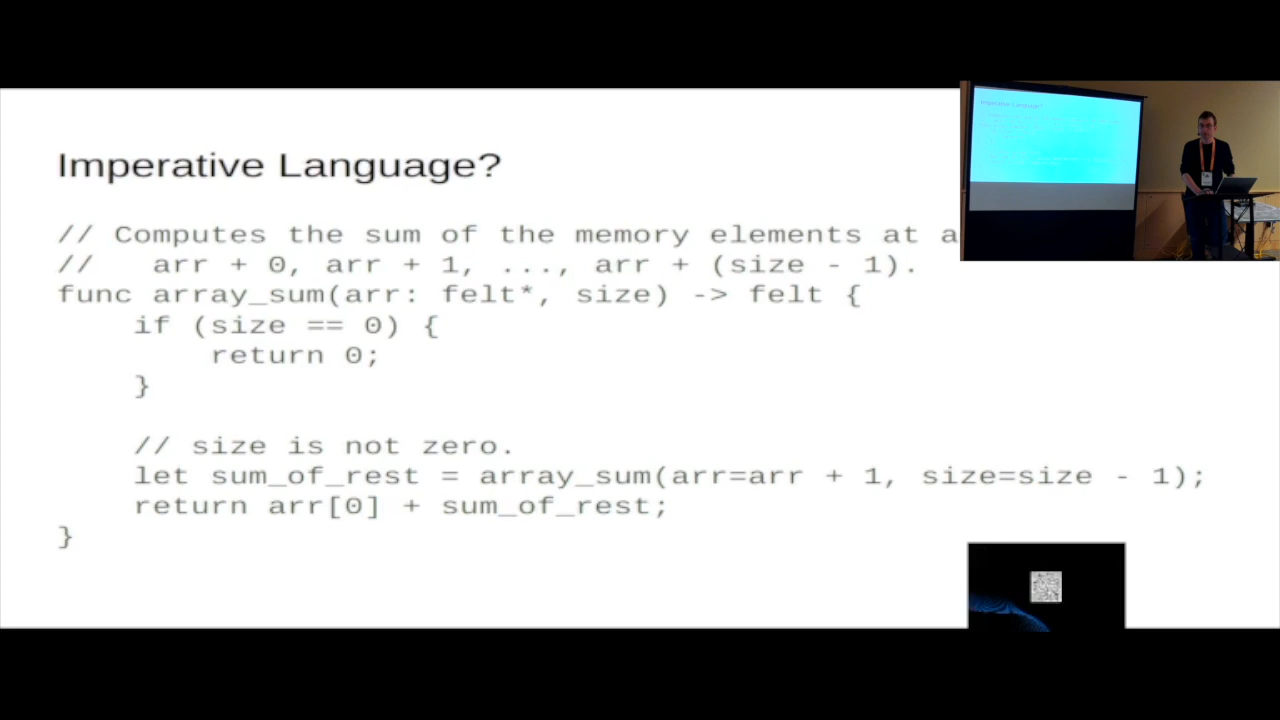 Imperative Language?
// Computes the sum of the memory elements at a
// arr + 0, arr + 1, ..., arr + (size - 1).
func array_sum(arr: felt*, size) -> felt {
if (size == 0) {
return 0;
}
// size is not zero.
let sum_of_rest = array_sum(arr=arr + 1, size=size - 1);
return arr[0] + sum_of_rest;
}
Imperative Language?